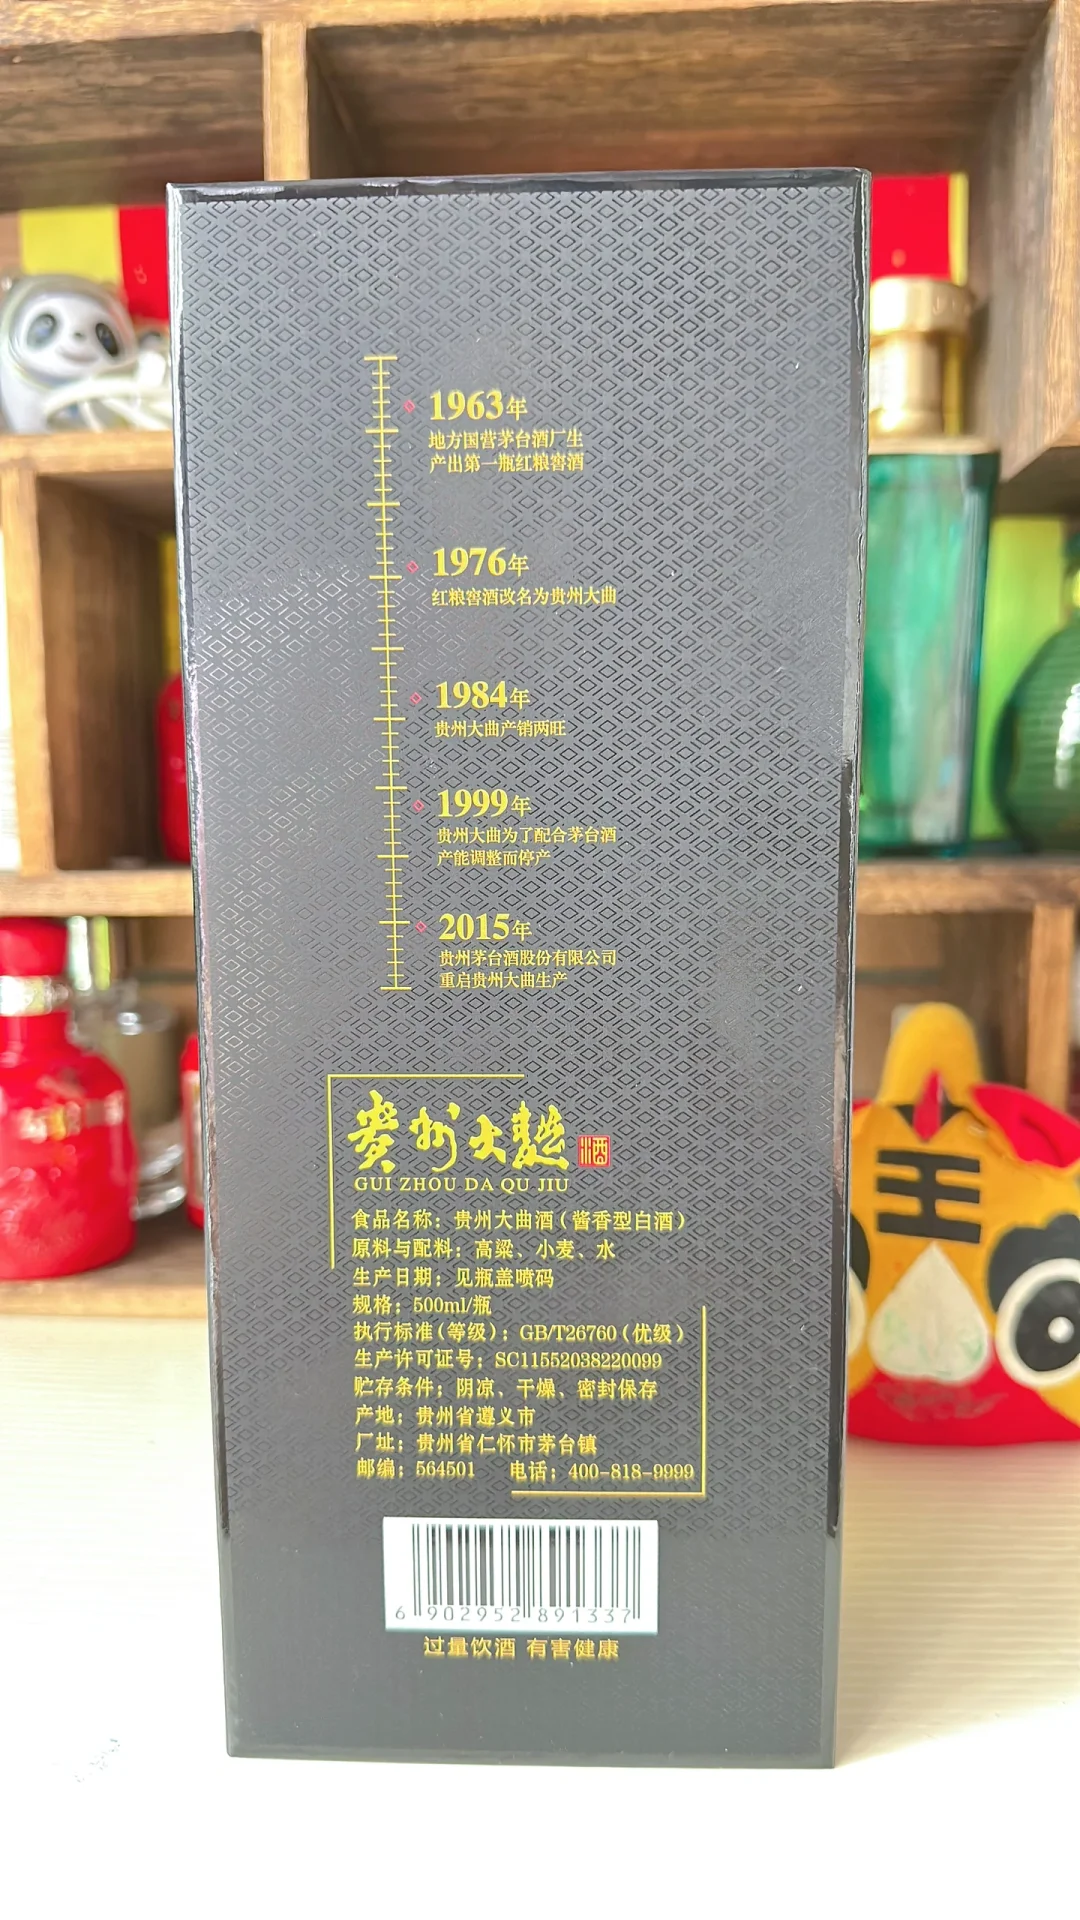 1963年
地方国营茅台酒厂生
产出第一瓶红粮窖酒
1976年
红粮窖酒改名为贵州大曲
1984年
贵州大曲产销两旺
1999年
贵州大曲为了配合茅台酒
产能调整而停产
2015年
贵州茅台酒股份有限公司
重启贵州大曲生产
貴州大麯 酒
GUI ZHOU DA QU JIU
食品名称：贵州大曲酒（酱香型白酒）
原料与配料：高粱、小麦、水
生产日期：见瓶盖喷码
规格：500ml/瓶
执行标准（等级）：GB/T26760（优级）
生产许可证号：SC11552038220099
贮存条件：阴凉、干燥、密封保存
产地：贵州省遵义市
厂址：贵州省仁怀市茅台镇
邮编：564501 电话：400-818-9999
6 902952 891337
过量饮酒 有害健康
王